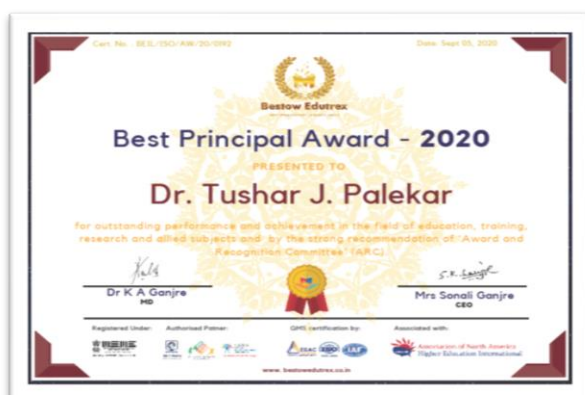 Cert. No. : BEIL/ISO/AW/20/0192 Date: Sept 05, 2020
Bestow Edutrex
Best Principal Award - 2020
PRESENTED TO
Dr. Tushar J. Palekar
for outstanding performance and achievement in the field of education, training,
research and allied subjects and by the strong recommendation of "Award and
Recognition Committee" (ARC)
Dr K A Ganjre Mrs Sonali Ganjre
MD CEO
Registered Under: Authorised Patner: QMS certification by: Associated with:
IAF
Association of North America
Higher Education International
www.bestowedutrex.co.in